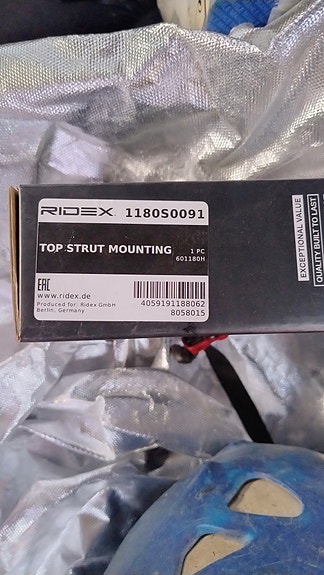 RIDEX 1180S0091
TOP STRUT MOUNTING
1 PC
601180H
EAC
www.ridex.de
Produced for: Ridex GmbH
Berlin, Germany
4059191188062
8058015
EXCEPTIONAL VALUE
QUALITY BUILT TO LAST